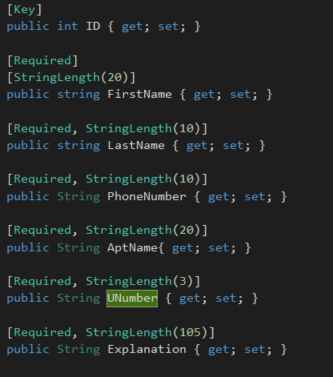 [Key]
public int ID { get; set; }
[Required]
[StringLength(20)]
public string FirstName { get; set; }
[Required, StringLength(10)]
public string LastName { get; set; }
[Required, StringLength(10)]
public String PhoneNumber { get; set; }
[Required, StringLength(20)]
public String AptName{ get; set; }
[Required, StringLength(3)]
public String UNumber { get; set; }
[Required, StringLength(105)]
public String Explanation { get; set; }